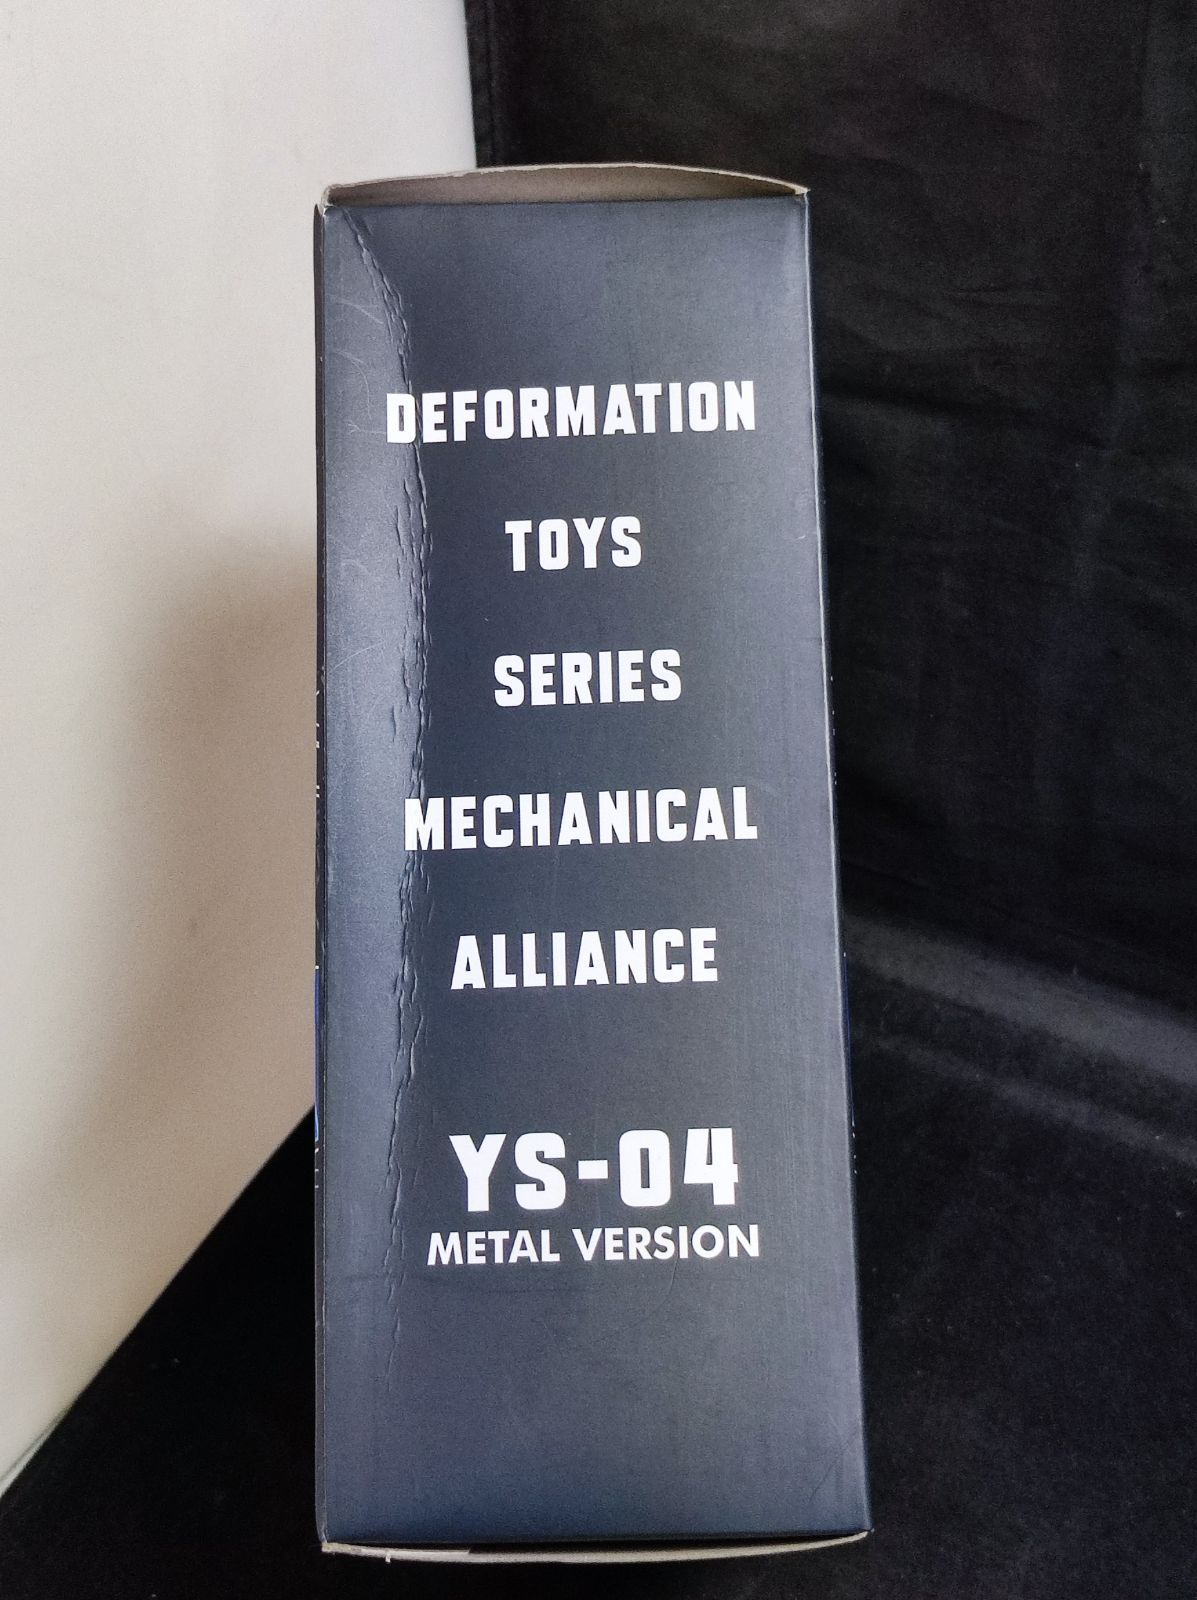 DEFORMATION
TOYS
SERIES
MECHANICAL
ALLIANCE
YS-04
METAL VERSION